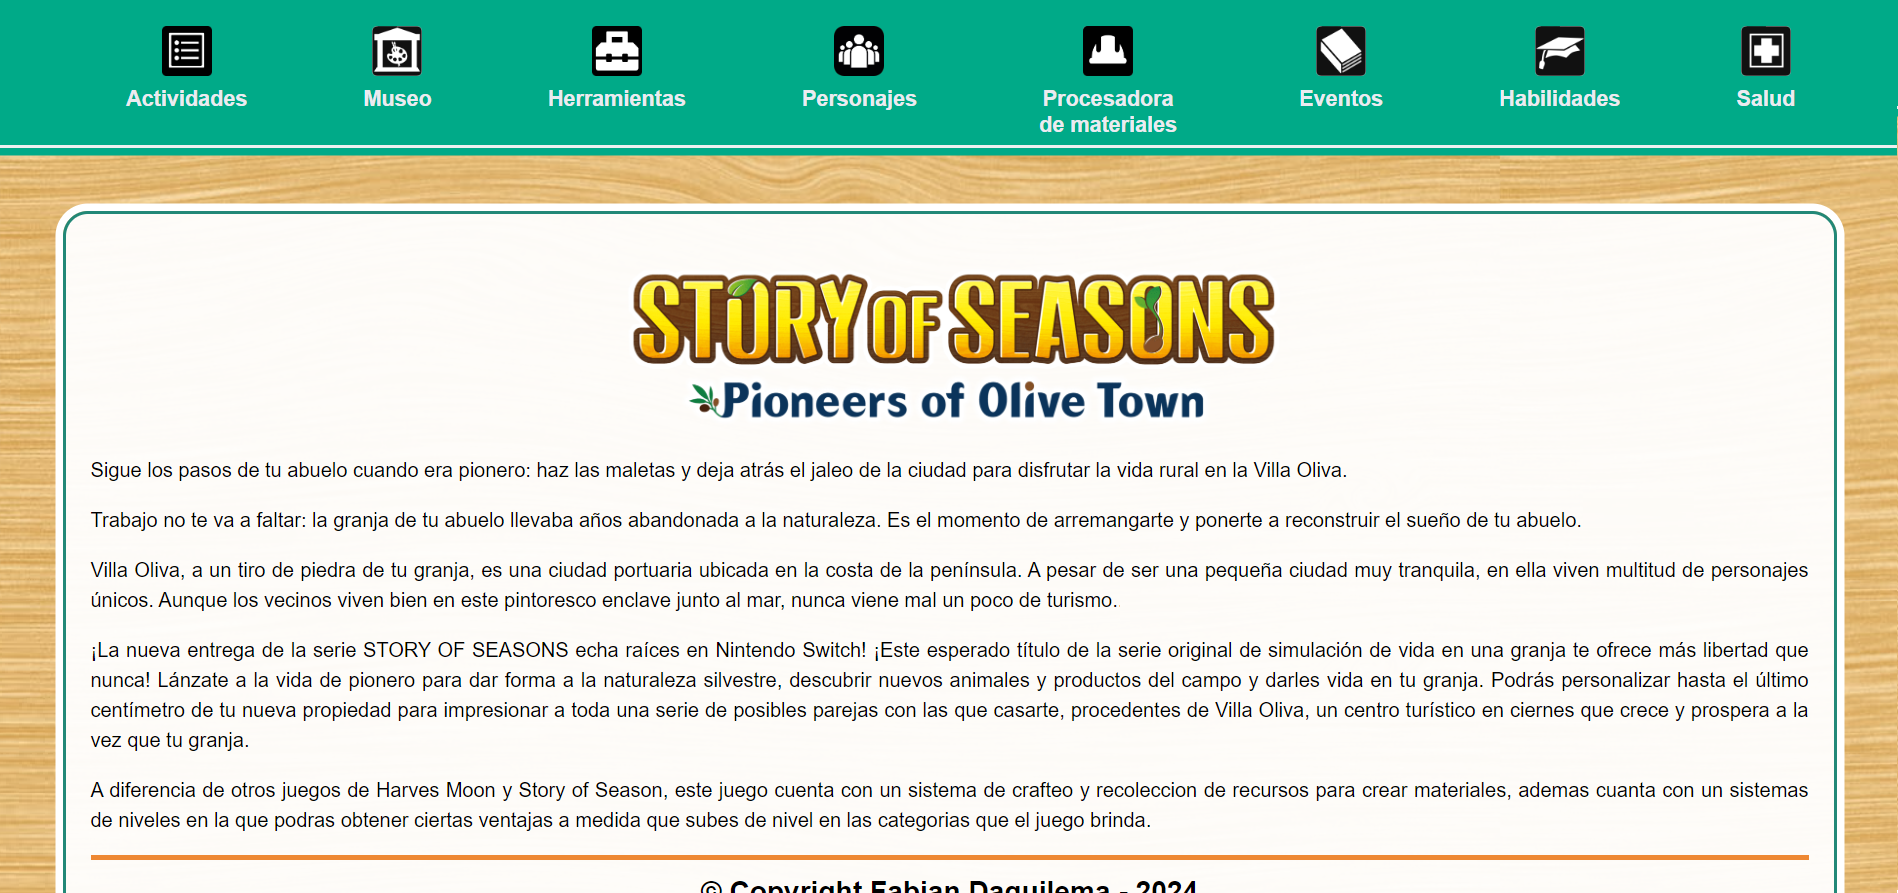 Actividades
Museo
Herramientas
Personajes
Procesadora
de materiales
Eventos
Habilidades
Salud
STORY OF SEASONS
Pioneers of Olive Town
Sigue los pasos de tu abuelo cuando era pionero: haz las maletas y deja atrás el jaleo de la ciudad para disfrutar la vida rural en la Villa Oliva.
Trabajo no te va a faltar: la granja de tu abuelo llevaba años abandonada a la naturaleza. Es el momento de arremangarte y ponerte a reconstruir el sueño de tu abuelo.
Villa Oliva, a un tiro de piedra de tu granja, es una ciudad portuaria ubicada en la costa de la península. A pesar de ser una pequeña ciudad muy tranquila, en ella viven multitud de personajes
únicos. Aunque los vecinos viven bien en este pintoresco enclave junto al mar, nunca viene mal un poco de turismo.
¡La nueva entrega de la serie STORY OF SEASONS echa raíces en Nintendo Switch! ¡Este esperado título de la serie original de simulación de vida en una granja te ofrece más libertad que
nunca! Lánzate a la vida de pionero para dar forma a la naturaleza silvestre, descubrir nuevos animales y productos del campo y darles vida en tu granja. Podrás personalizar hasta el último
centímetro de tu nueva propiedad para impresionar a toda una serie de posibles parejas con las que casarte, procedentes de Villa Oliva, un centro turístico en ciernes que crece y prospera a la
vez que tu granja.
A diferencia de otros juegos de Harves Moon y Story of Season, este juego cuenta con un sistema de crafteo y recoleccion de recursos para crear materiales, ademas cuanta con un sistemas
de niveles en la que podras obtener ciertas ventajas a medida que subes de nivel en las categorias que el juego brinda.
© Copyright Fabian Daquilema - 2024